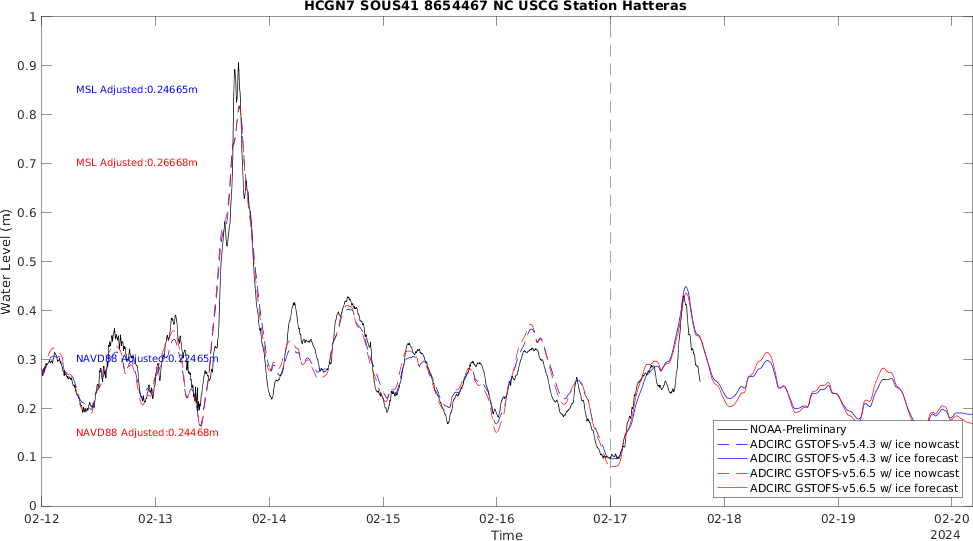 HCGN7 SOUS41 8654467 NC USCG Station Hatteras
1
0.9
0.8
0.7
0.6
0.5
0.4
0.3
0.2
0.1
0
Water Level (m)
MSL Adjusted:0.24665m
MSL Adjusted:0.26668m
NAVD88 Adjusted:0.22465m
NAVD88 Adjusted:0.24468m
NOAA-Preliminary
ADCIRC GSTOFS-v5.4.3 w/ ice nowcast
ADCIRC GSTOFS-v5.4.3 w/ ice forecast
ADCIRC GSTOFS-v5.6.5 w/ ice nowcast
ADCIRC GSTOFS-v5.6.5 w/ ice forecast
02-12 02-13 02-14 02-15 02-16 02-17 02-18 02-19 02-20
Time
2024